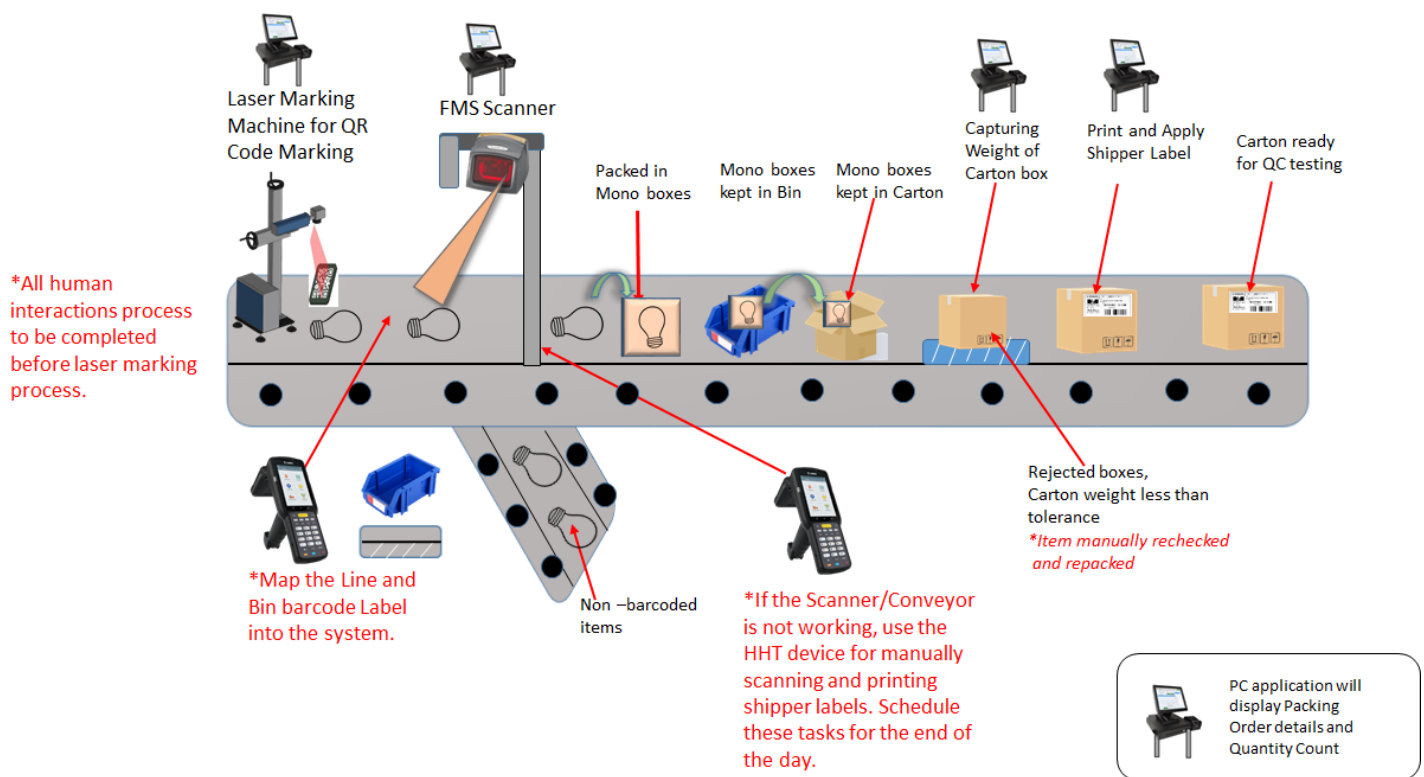 Laser Marking
Machine for QR
Code Marking
FMS Scanner
Packed in
Mono boxes
Mono boxes
kept in Bin
Mono boxes
kept in Carton
Capturing
Weight of
Carton box
Print and Apply
Shipper Label
Carton ready
for QC testing
*All human
interactions process
to be completed
before laser marking
process.
*Map the Line and
Bin barcode Label
into the system.
Non –barcoded
items
*If the Scanner/Conveyor
is not working, use the
HHT device for manually
scanning and printing
shipper labels. Schedule
these tasks for the end of
the day.
Rejected boxes,
Carton weight less than
tolerance
*Item manually rechecked
and repacked
PC application will
display Packing
Order details and
Quantity Count